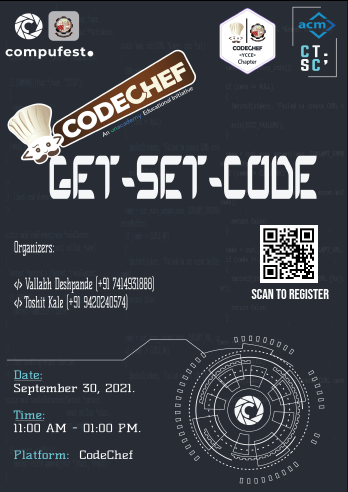 compufest.
CODECHEF
<YCCE>
Chapter
acm
CT.
SC'
CODECHEF
An unacademy Educational Initiative
GET-SET-CODE
Organizers:
</> Vallabh Deshpande (+91 7414931888)
</> Toshit Kale (+91 9420240574)
SCAN TO REGISTER
Date:
September 30, 2021.
Time:
11:00 AM - 01:00 PM.
Platform: CodeChef